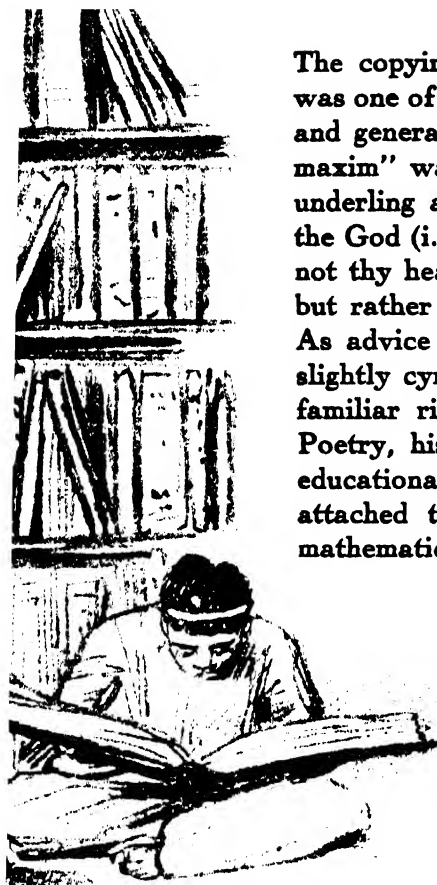 The copyin
was one of
and genera
maxim” wa
underling a
the God (i.
not thy hea
but rather
As advice
slightly cyn
familiar ri
Poetry, his
educational
attached t
mathematic